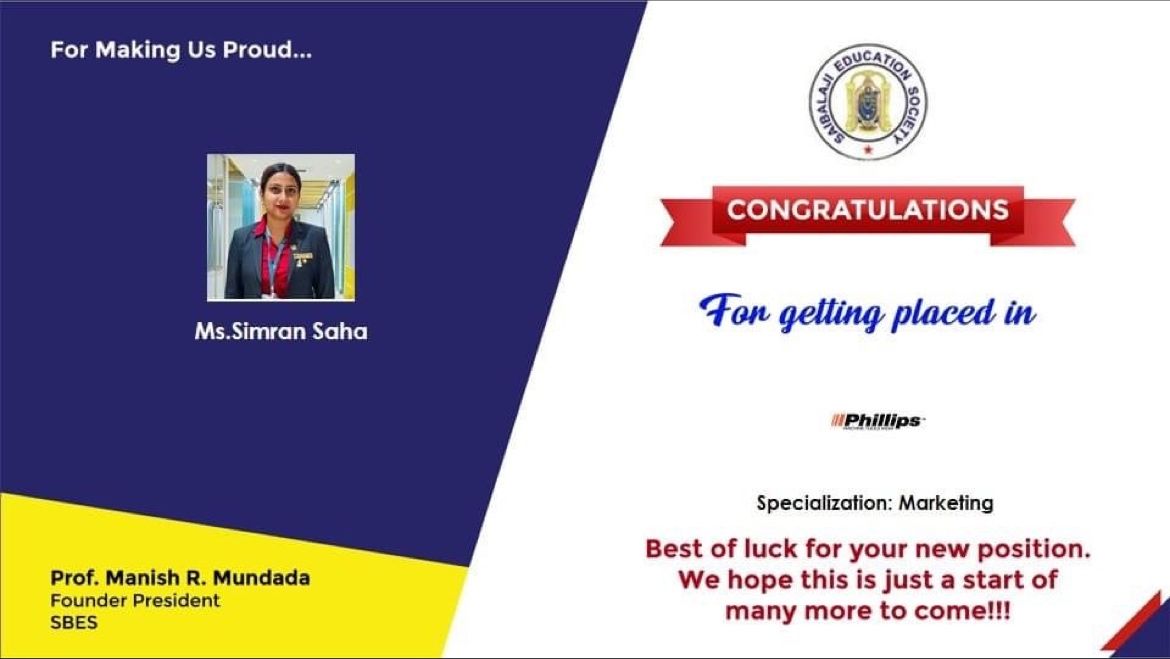 For Making Us Proud...
Ms.Simran Saha
Prof. Manish R. Mundada
Founder President
SBES
SAIBALAJI EDUCATION SOCIETY
CONGRATULATIONS
For getting placed in
Phillips
Specialization: Marketing
Best of luck for your new position.
We hope this is just a start of
many more to come!!!